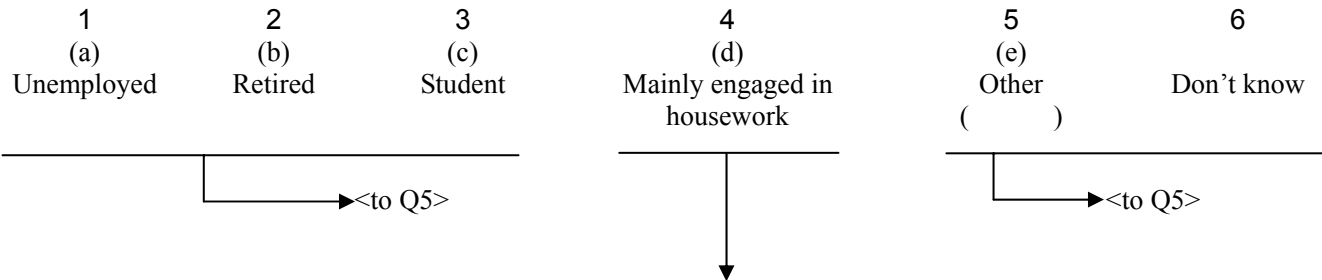 1 2 3 4 5 6
(a) (b) (c) (d) (e)
Unemployed Retired Student Mainly engaged in Other Don’t know
housework ( )
<to Q5> <to Q5>